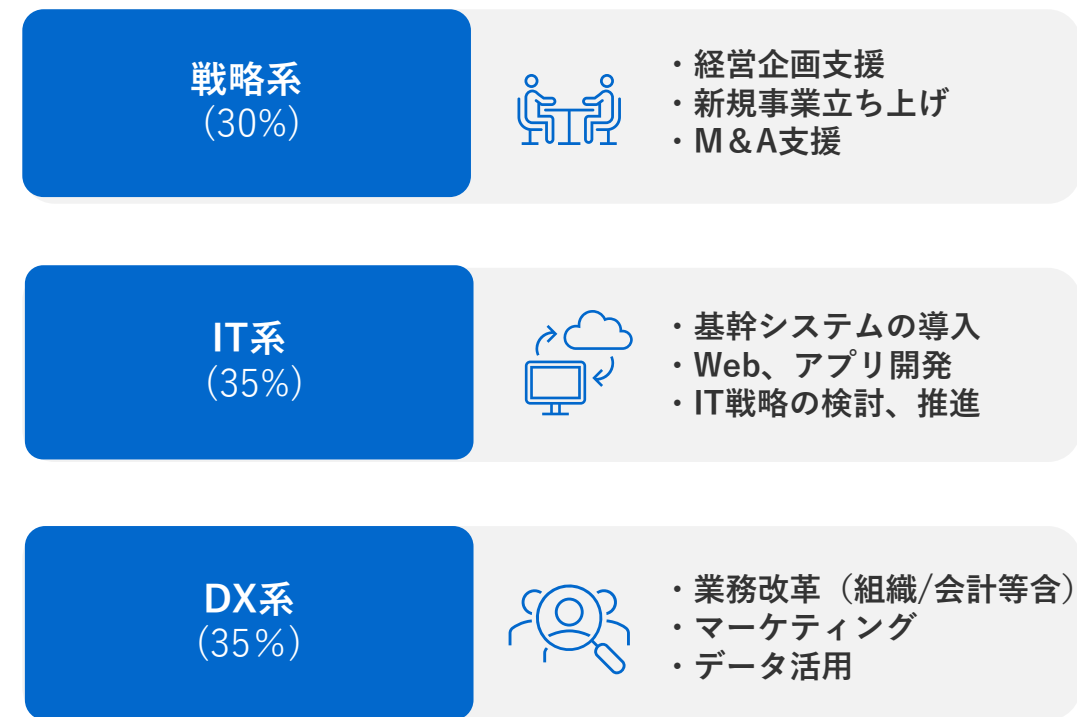 戦略系
(30%)
・経営企画支援
・新規事業立ち上げ
・M＆A支援
IT系
(35%)
・基幹システムの導入
・Web、アプリ開発
・IT戦略の検討、推進
DX系
(35％)
・業務改革（組織/会計等含）
・マーケティング
・データ活用